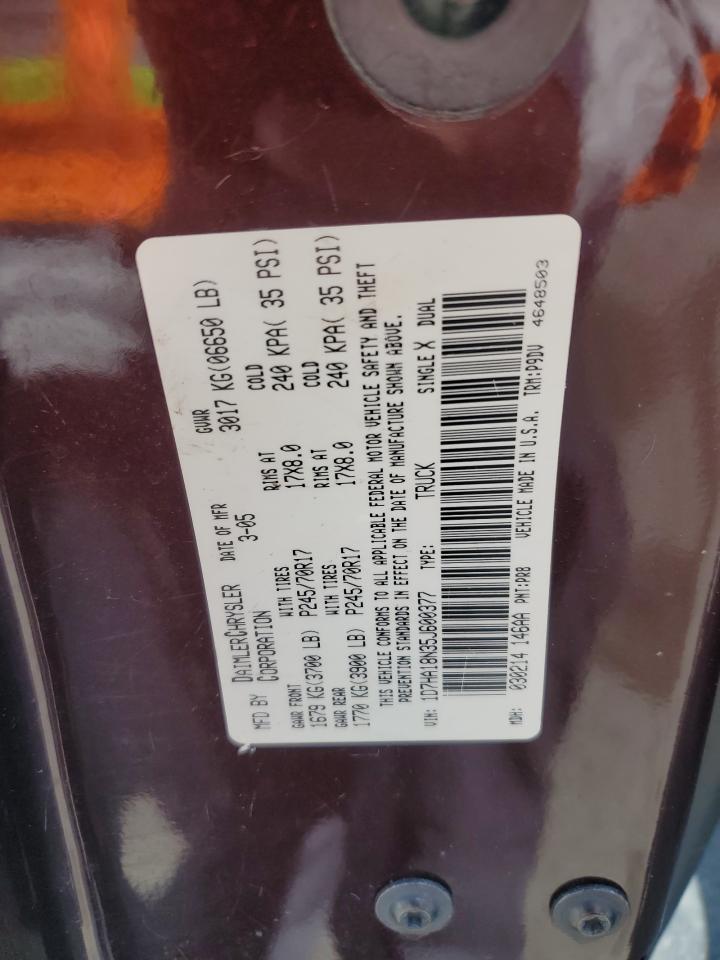 MFD BY DAIMLERCHRYSLER CORPORATION DATE OF MFR 3-05 GVWR 3017 KG(06650 LB)
GAWR FRONT WITH TIRES RIMS AT COLD
1679 KG(3700 LB) P245/70R17 17X8.0 240 KPA( 35 PSI)
GAWR REAR WITH TIRES RIMS AT COLD
1770 KG(3900 LB) P245/70R17 17X8.0 240 KPA( 35 PSI)
THIS VEHICLE CONFORMS TO ALL APPLICABLE FEDERAL MOTOR VEHICLE SAFETY AND THEFT
PREVENTION STANDARDS IN EFFECT ON THE DATE OF MANUFACTURE SHOWN ABOVE.
VIN: 1D7HA18N35J600377 TYPE: TRUCK SINGLE X DUAL
MDH: 030214 146AA PNT:PR8 VEHICLE MADE IN U.S.A. TRM:P9DV 4648503